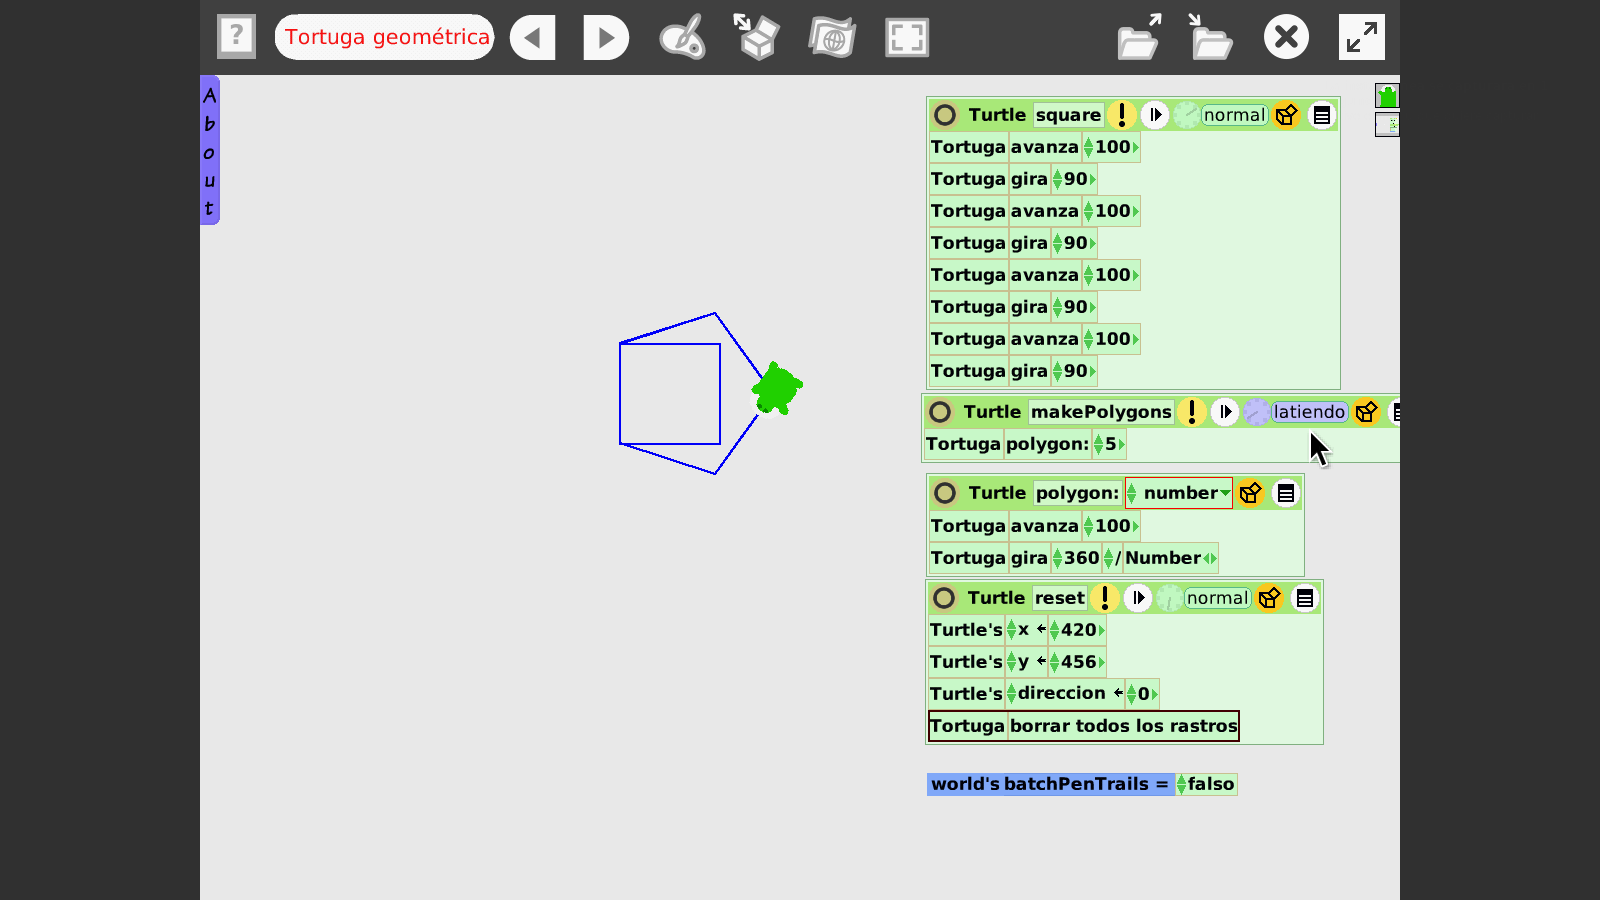 ?
Tortuga geométrica
About
Turtle square ! normal
Tortuga avanza 100
Tortuga gira 90
Tortuga avanza 100
Tortuga gira 90
Tortuga avanza 100
Tortuga gira 90
Tortuga avanza 100
Tortuga gira 90
Turtle makePolygons ! latiendo
Tortuga polygon: 5
Turtle polygon: number
Tortuga avanza 100
Tortuga gira 360 / Number
Turtle reset ! normal
Turtle's x ← 420
Turtle's y ← 456
Turtle's direccion ← 0
Tortuga borrar todos los rastros
world's batchPenTrails = falso